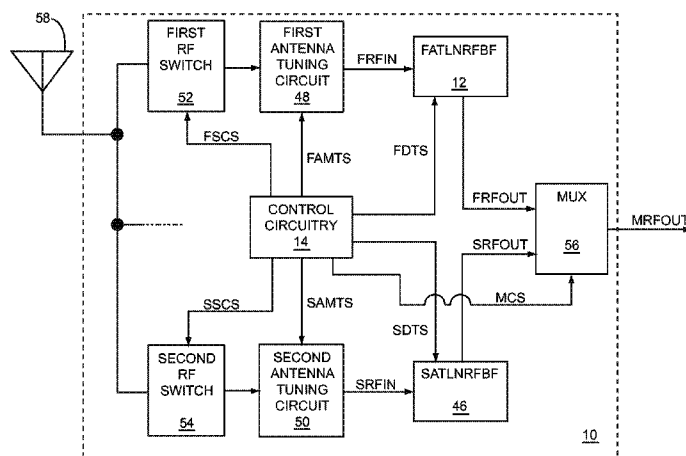 58
FIRST
RF
SWITCH
52
FIRST
ANTENNA
TUNING
CIRCUIT
48
FRFIN
FATLNRFBF
12
FSCS
FAMTS
FDTS
CONTROL
CIRCUITRY
14
FRFOUT
SRFOUT
MUX
56
MRFOUT
SSCS
SAMTS
SDTS
MCS
SECOND
RF
SWITCH
54
SECOND
ANTENNA
TUNING
CIRCUIT
50
SRFIN
SATLNRFBF
46
10